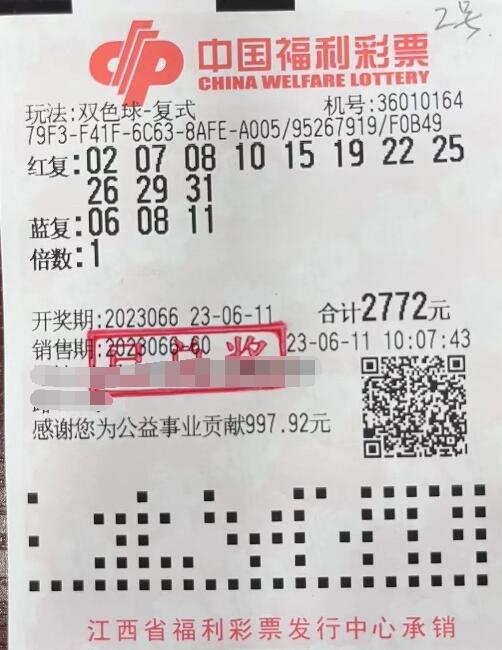 2号.
中国福利彩票
CHINA WELFARE LOTTERY
玩法:双色球-复式 机号:36010164
79F3-F41F-6C63-8AFE-A005/95267919/F0B49
红复:02 07 08 10 15 19 22 25
26 29 31
蓝复:06 08 11
倍数:1
开奖期:2023066 23-06-11 合计2772元
销售期:2023066-60 23-06-11 10:07:43
感谢您为公益事业贡献997.92元
江西省福利彩票发行中心承销